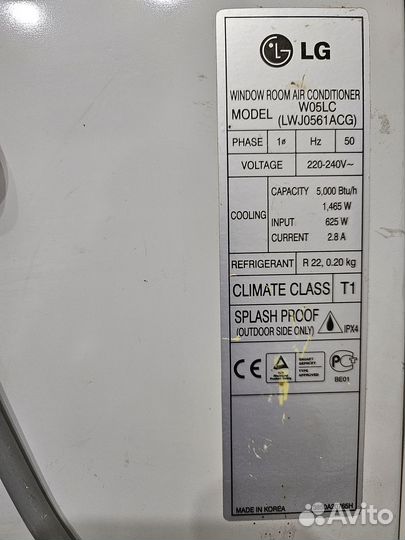 LG
WINDOW ROOM AIR CONDITIONER
MODEL W05LC
(LWJ0561ACG)
PHASE 1ø Hz 50
VOLTAGE 220-240V~
COOLING
CAPACITY 5,000 Btu/h
1,465 W
INPUT 625 W
CURRENT 2.8 A
REFRIGERANT R 22, 0.20 kg
CLIMATE CLASS T1
SPLASH PROOF
(OUTDOOR SIDE ONLY) IPX4
CE
TYPE
APPROVED
BE01
MADE IN KOREA
Avito